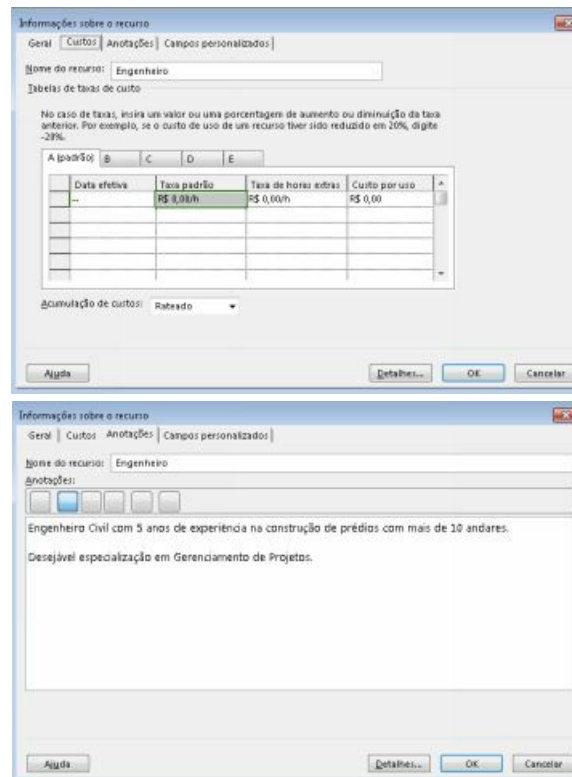 Informações sobre o recurso
Geral Custos Anotações Campos personalizados
Nome do recurso: Engenheiro
Tabelas de taxas de custo
No caso de taxas, insira um valor ou uma porcentagem de aumento ou diminuição da taxa
anterior. Por exemplo, se o custo de uso de um recurso tiver sido reduzido em 20%, digite
-20%.
A (padrão) B C D E
Data efetiva Taxa padrão Taxa de horas extras Custo por uso
-- R$ 0,00/h R$ 0,00/h R$ 0,00
Acumulação de custos: Rateado
Ajuda Detalhes... OK Cancelar
Informações sobre o recurso
Geral Custos Anotações Campos personalizados
Nome do recurso: Engenheiro
Anotações:
Engenheiro Civil com 5 anos de experiência na construção de prédios com mais de 10 andares.
Desejável especialização em Gerenciamento de Projetos.
Ajuda Detalhes... OK Cancelar